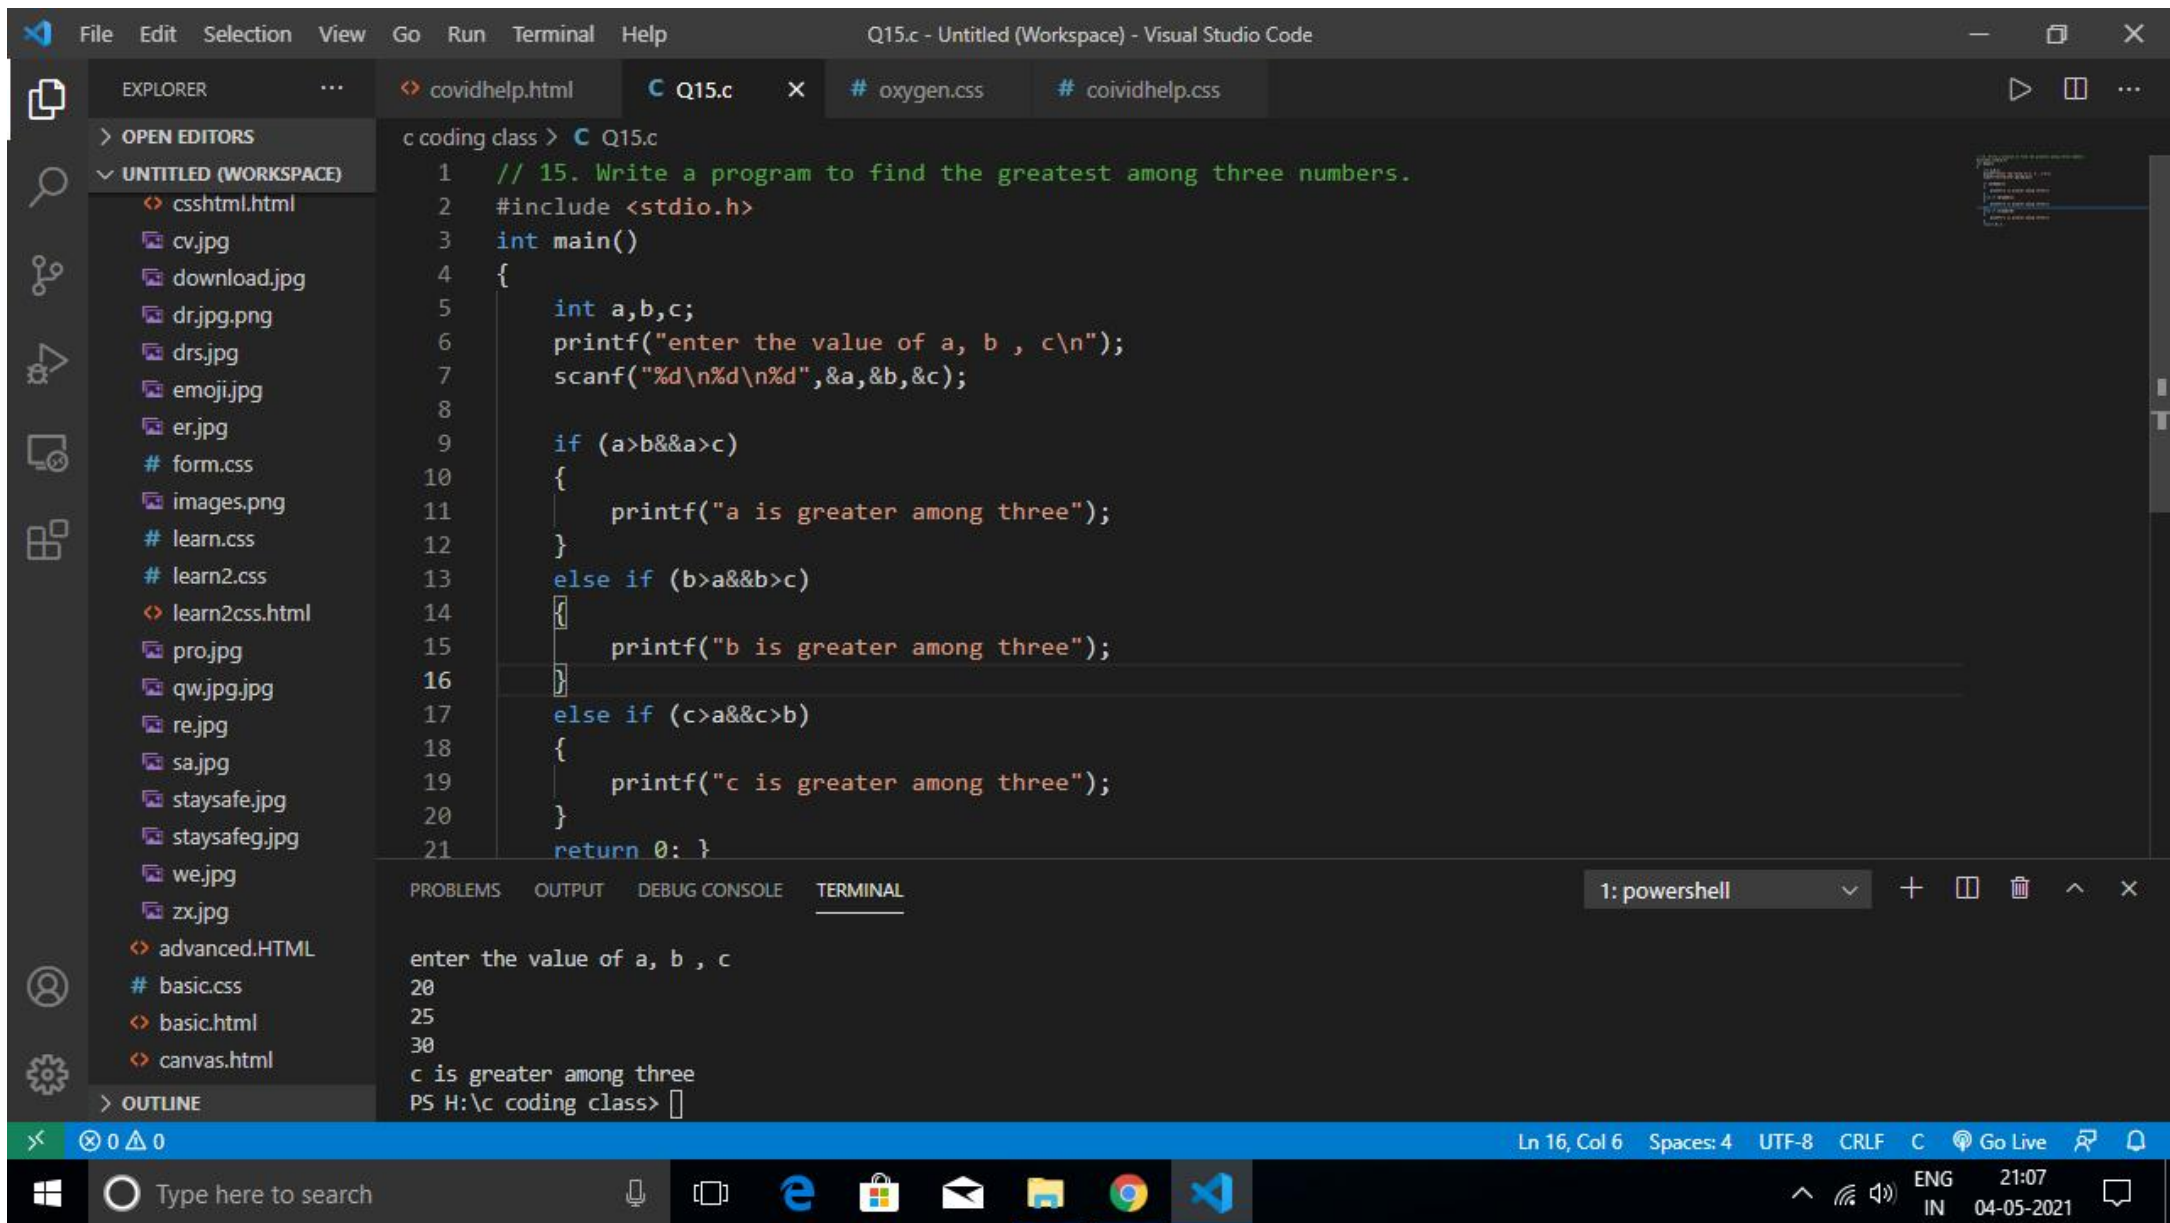 File Edit Selection View Go Run Terminal Help Q15.c - Untitled (Workspace) - Visual Studio Code
EXPLORER ...
covidhelp.html C Q15.c # oxygen.css # coividhelp.css
OPEN EDITORS
UNTITLED (WORKSPACE)
csshtml.html
cv.jpg
download.jpg
dr.jpg.png
drs.jpg
emoji.jpg
er.jpg
# form.css
images.png
# learn.css
# learn2.css
learn2css.html
pro.jpg
qw.jpg.jpg
re.jpg
sa.jpg
staysafe.jpg
staysafeg.jpg
we.jpg
zx.jpg
advanced.HTML
# basic.css
basic.html
canvas.html
OUTLINE
c coding class > C Q15.c
1 // 15. Write a program to find the greatest among three numbers.
2 #include <stdio.h>
3 int main()
4 {
5 int a,b,c;
6 printf("enter the value of a, b , c\n");
7 scanf("%d\n%d\n%d",&a,&b,&c);
8
9 if (a>b&&a>c)
10 {
11 printf("a is greater among three");
12 }
13 else if (b>a&&b>c)
14 {
15 printf("b is greater among three");
16 }
17 else if (c>a&&c>b)
18 {
19 printf("c is greater among three");
20 }
21 return 0; }
PROBLEMS OUTPUT DEBUG CONSOLE TERMINAL 1: powershell
enter the value of a, b , c
20
25
30
c is greater among three
PS H:\c coding class>
0 0 Ln 16, Col 6 Spaces: 4 UTF-8 CRLF C Go Live
Type here to search
ENG
IN
21:07
04-05-2021